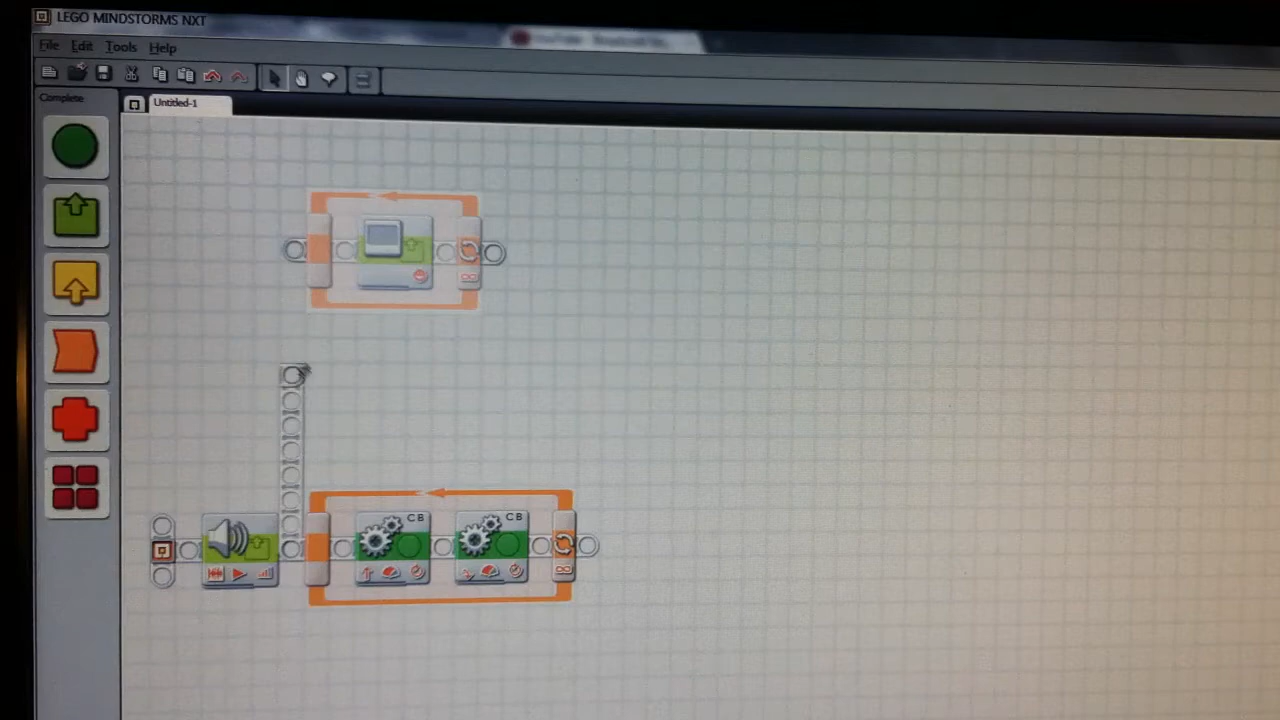 LEGO MINDSTORMS NXT
File Edit Tools Help
Complete
Untitled-1
C B
C B